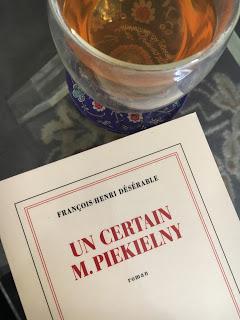 FRANÇOIS-HENRI DÉSÉRABLE
UN CERTAIN
M. PIEKIELNY
roman